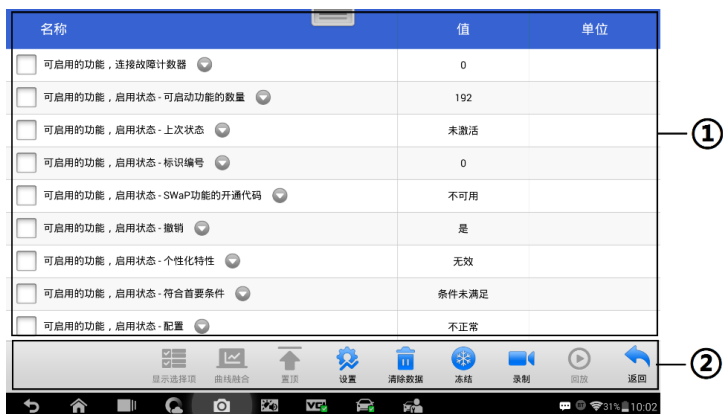 名称 值 单位
可启用的功能，连接故障计数器 0
可启用的功能，启用状态 - 可启动功能的数量 192
可启用的功能，启用状态 - 上次状态 未激活
可启用的功能，启用状态 - 标识编号 0
可启用的功能，启用状态 - SWaP功能的开通代码 不可用
可启用的功能，启用状态 - 撤销 是
可启用的功能，启用状态 - 个性化特性 无效
可启用的功能，启用状态 - 符合首要条件 条件未满足
可启用的功能，启用状态 - 配置 不正常
①
显示选择项 曲线融合 置顶 设置 清除数据 冻结 录制 回放 返回
②
VCI 31% 10:02